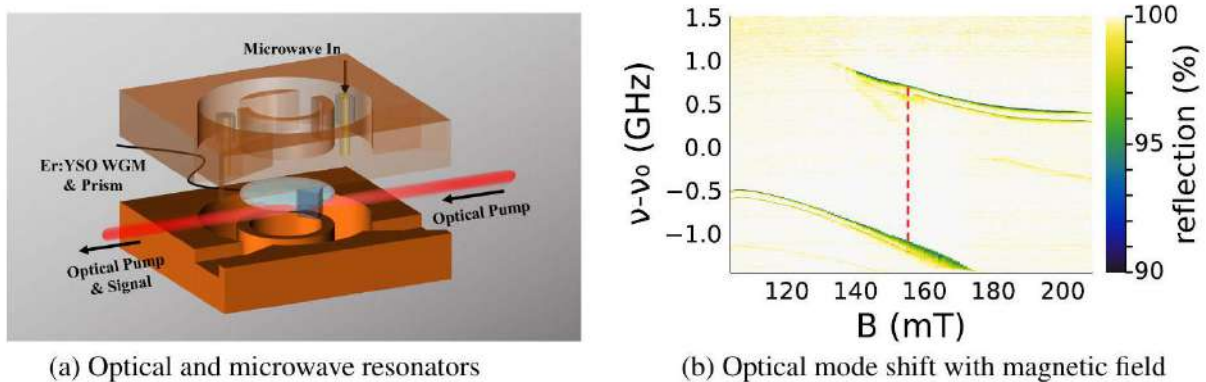 Microwave In
Er:YSO WGM
& Prism
Optical Pump
Optical Pump
& Signal
(a) Optical and microwave resonators
1.5
1.0
0.5
0.0
−0.5
−1.0
ν-ν₀ (GHz)
120 140 160 180 200
B (mT)
100
95
90
reflection (%)
(b) Optical mode shift with magnetic field